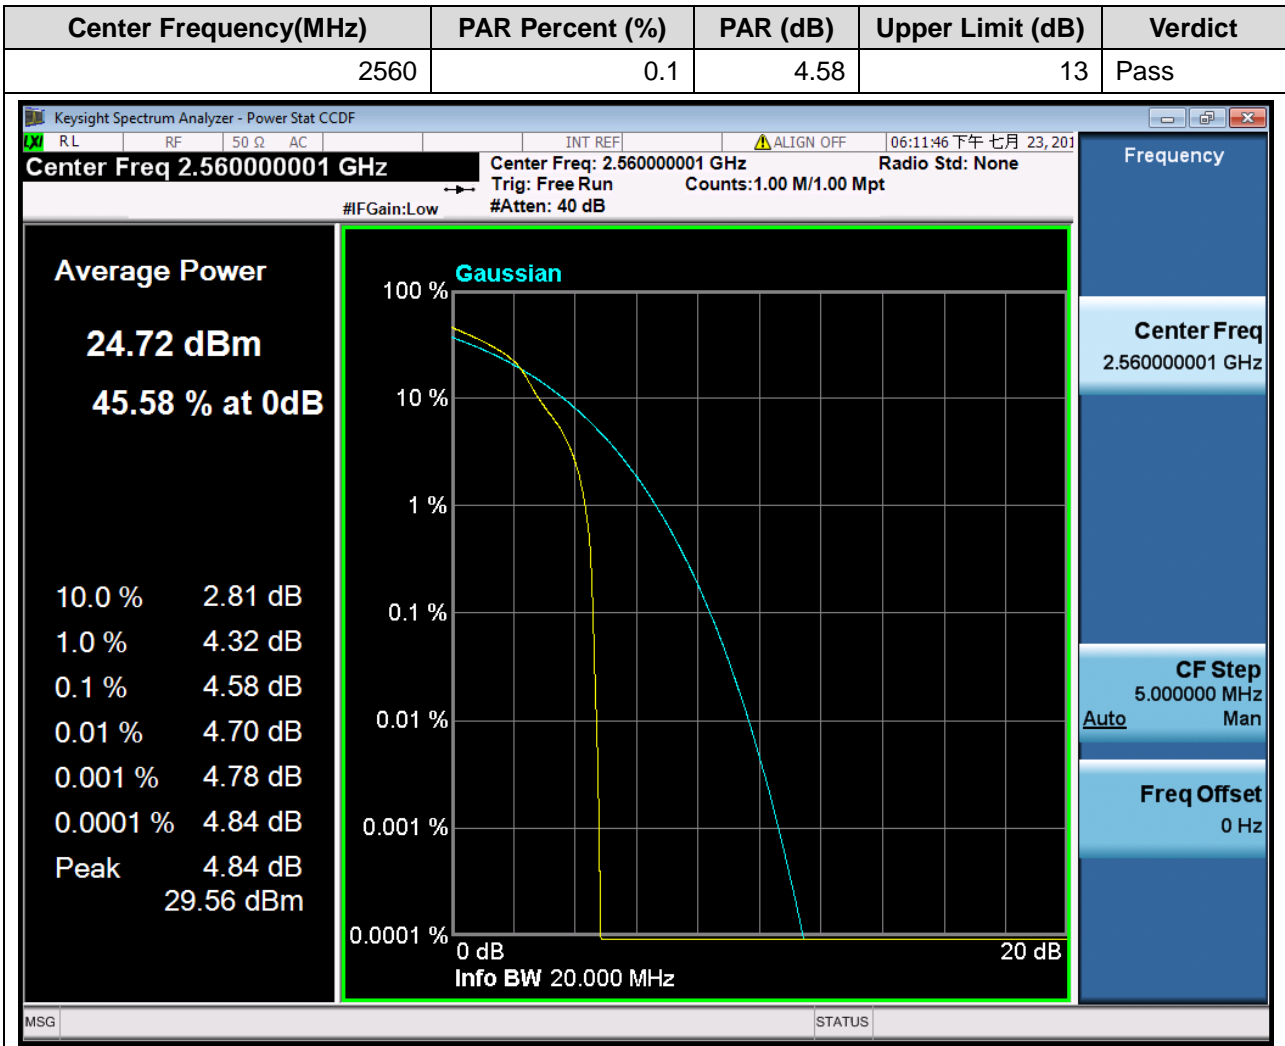 Center Frequency(MHz) PAR Percent (%) PAR (dB) Upper Limit (dB) Verdict
2560 0.1 4.58 13 Pass
Keysight Spectrum Analyzer - Power Stat CCDF
LXI RL RF 50 Ω AC INT REF ALIGN OFF 06:11:46 下午 七月 23, 201
Center Freq 2.560000001 GHz
Center Freq: 2.560000001 GHz Radio Std: None
Trig: Free Run Counts:1.00 M/1.00 Mpt
#IFGain:Low #Atten: 40 dB
Average Power
24.72 dBm
45.58 % at 0dB
10.0 % 2.81 dB
1.0 % 4.32 dB
0.1 % 4.58 dB
0.01 % 4.70 dB
0.001 % 4.78 dB
0.0001 % 4.84 dB
Peak 4.84 dB
29.56 dBm
Gaussian
100 %
10 %
1 %
0.1 %
0.01 %
0.001 %
0.0001 %
0 dB 20 dB
Info BW 20.000 MHz
Frequency
Center Freq
2.560000001 GHz
CF Step
5.000000 MHz
Auto Man
Freq Offset
0 Hz
MSG STATUS